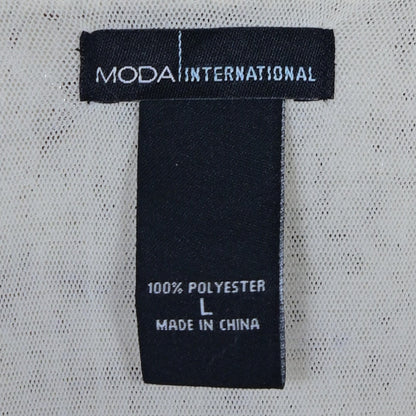 MODA INTERNATIONAL
100% POLYESTER
L
MADE IN CHINA